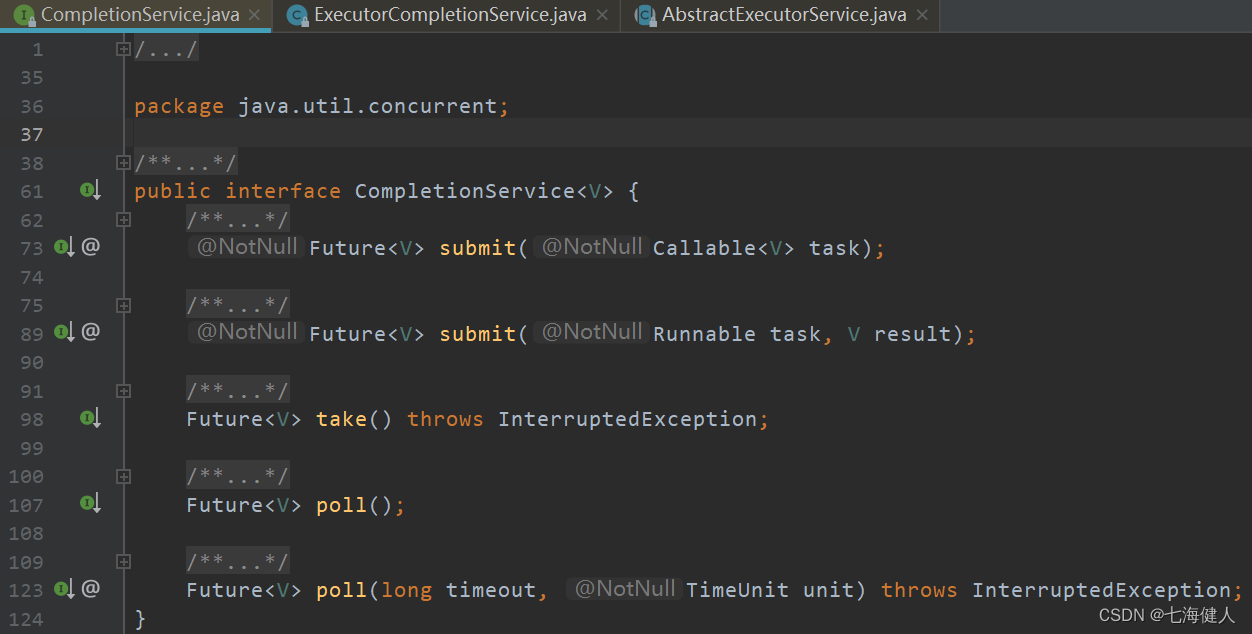 CompletionService.java × ExecutorCompletionService.java × AbstractExecutorService.java ×
1 /.../
35
36 package java.util.concurrent;
37
38 /**...*/
61 public interface CompletionService<V> {
62 /**...*/
73 @ @NotNull Future<V> submit( @NotNull Callable<V> task);
74
75 /**...*/
89 @ @NotNull Future<V> submit( @NotNull Runnable task, V result);
90
91 /**...*/
98 Future<V> take() throws InterruptedException;
99
100 /**...*/
107 Future<V> poll();
108
109 /**...*/
123 @ Future<V> poll(long timeout, @NotNull TimeUnit unit) throws InterruptedException;
124 }
CSDN @七海健人